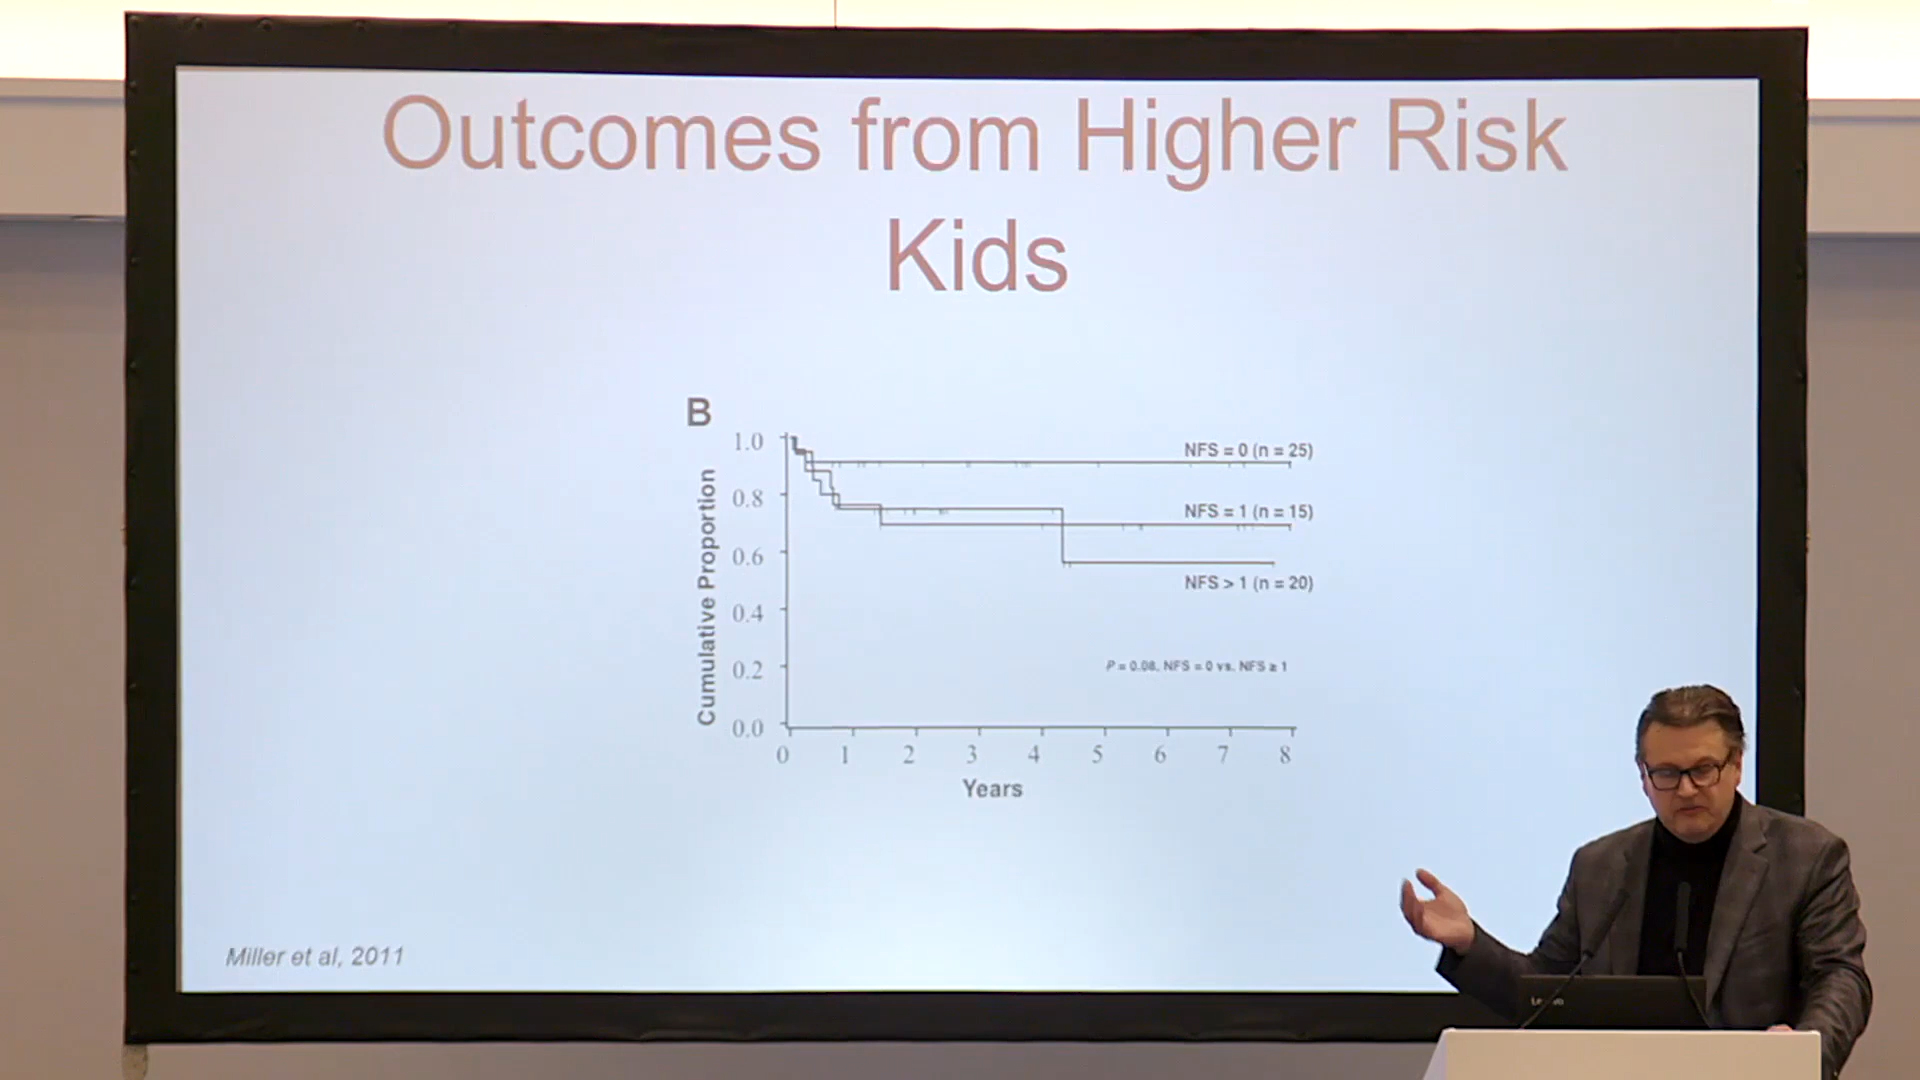 Outcomes from Higher Risk
Kids
B
1.0
0.8
0.6
0.4
0.2
0.0
Cumulative Proportion
NFS = 0 (n = 25)
NFS = 1 (n = 15)
NFS > 1 (n = 20)
P = 0.08, NFS = 0 vs. NFS ≥ 1
0 1 2 3 4 5 6 7 8
Years
Miller et al, 2011